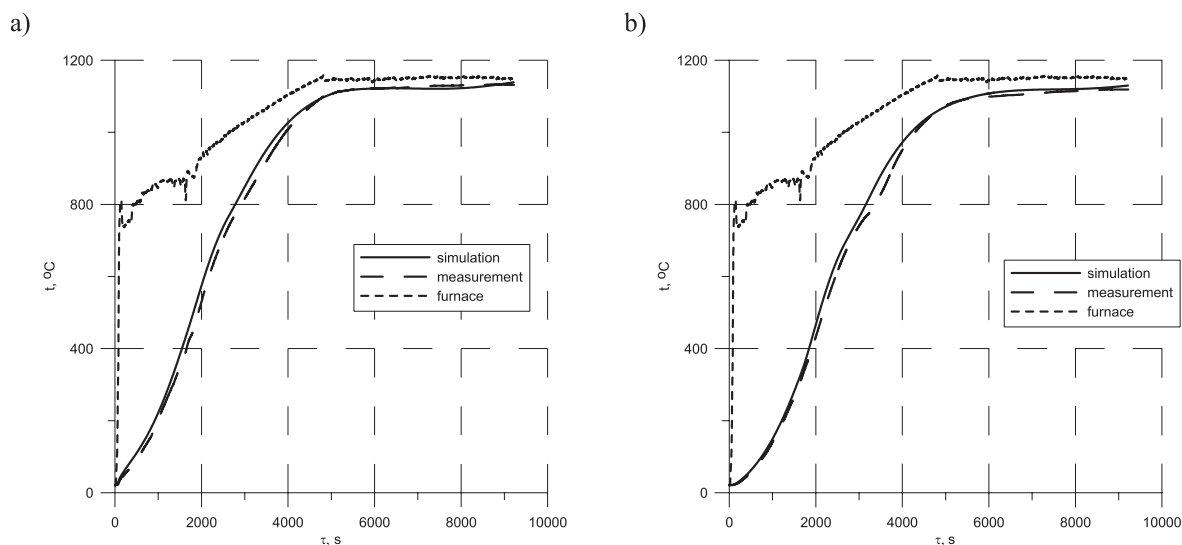 a)
1200
800
400
0
t, ºC
simulation
measurement
furnace
0 2000 4000 6000 8000 10000
τ, s
b)
1200
800
400
0
t, ºC
simulation
measurement
furnace
0 2000 4000 6000 8000 10000
τ, s